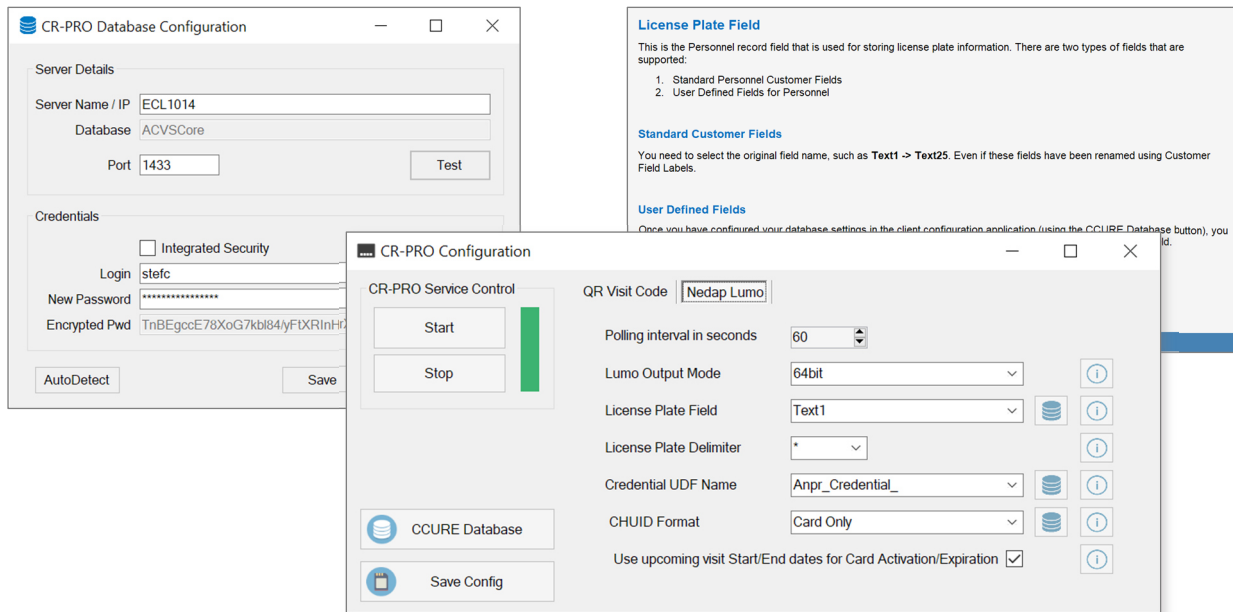 CR-PRO Database Configuration
Server Details
Server Name / IP ECL1014
Database ACVSCore
Port 1433 Test
Credentials
Integrated Security
Login stefc
New Password ****************
Encrypted Pwd
AutoDetect Save
License Plate Field
This is the Personnel record field that is used for storing license plate information. There are two types of fields that are
supported:
1. Standard Personnel Customer Fields
2. User Defined Fields for Personnel
Standard Customer Fields
You need to select the original field name, such as Text1 -> Text25. Even if these fields have been renamed using Customer
Field Labels.
User Defined Fields
Once you have configured your database settings in the client configuration application (using the CCURE Database button), you
ld.
CR-PRO Configuration
CR-PRO Service Control
Start
Stop
CCURE Database
Save Config
QR Visit Code Nedap Lumo
Polling interval in seconds 60
Lumo Output Mode 64bit
License Plate Field Text1
License Plate Delimiter *
Credential UDF Name Anpr_Credential_
CHUID Format Card Only
Use upcoming visit Start/End dates for Card Activation/Expiration